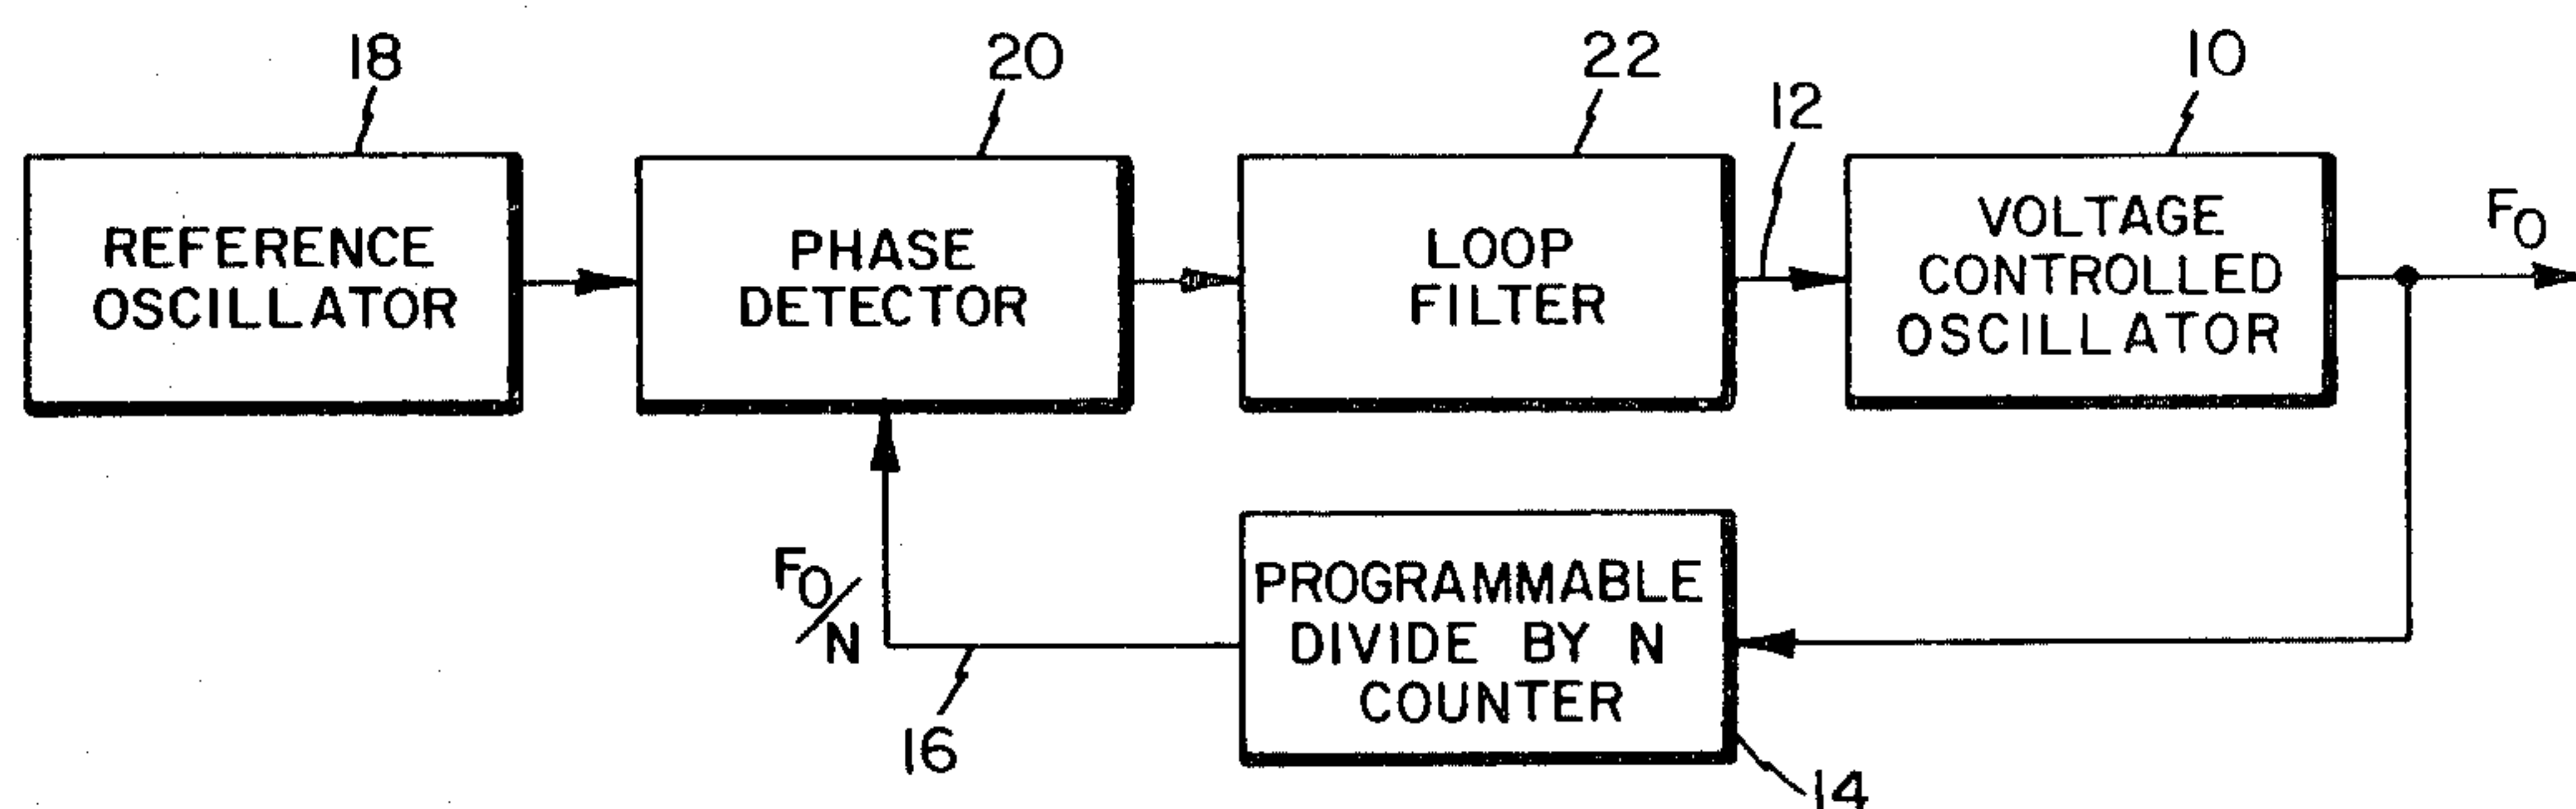 18
20
22
12
10
REFERENCE
OSCILLATOR
PHASE
DETECTOR
LOOP
FILTER
VOLTAGE
CONTROLLED
OSCILLATOR
FO
FO/N
PROGRAMMABLE
DIVIDE BY N
COUNTER
16
14